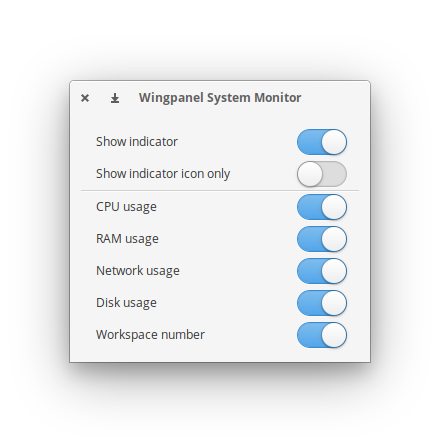 Wingpanel System Monitor
Show indicator
Show indicator icon only
CPU usage
RAM usage
Network usage
Disk usage
Workspace number